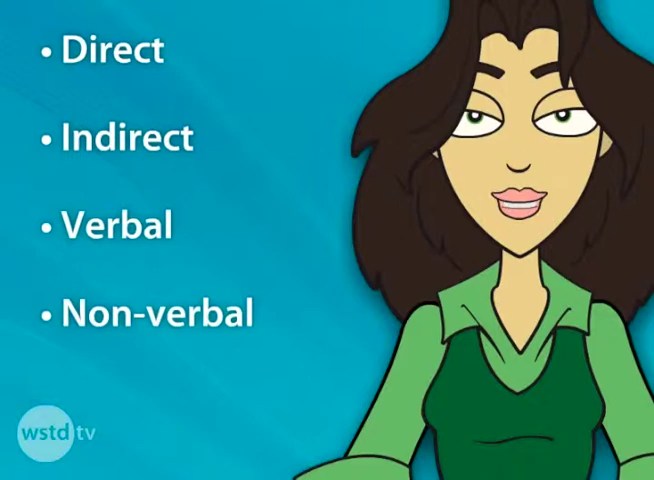 • Direct
• Indirect
• Verbal
• Non-verbal
wstd tv